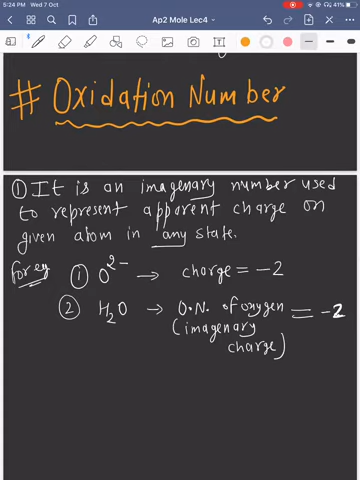 5:24 PM Wed 7 Oct
Ap2 Mole Lec4
# Oxidation Number
① It is an imagenary number used
to represent apparent charge on
given atom in any state.
For eg ① O²⁻ → charge = -2
② H₂O → O.N. of oxygen = -2
(imagenary
charge)